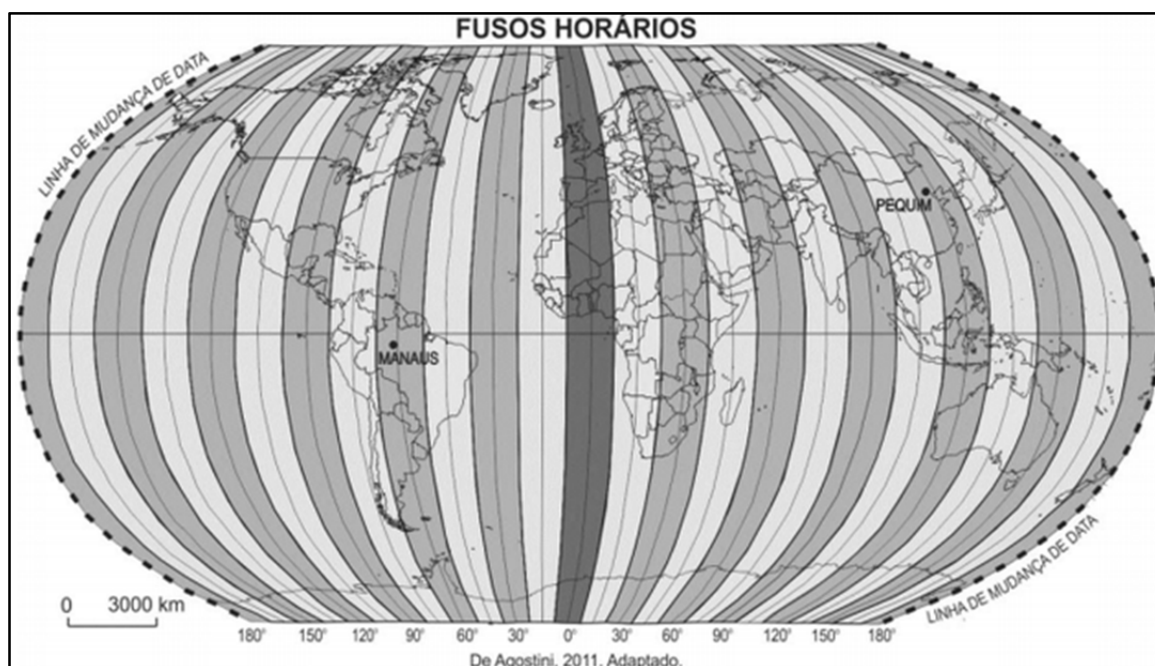 FUSOS HORÁRIOS
LINHA DE MUDANÇA DE DATA
PEQUIM
MANAUS
LINHA DE MUDANÇA DE DATA
0 3000 km
180° 150° 120° 90° 60° 30° 0° 30° 60° 90° 120° 150° 180°
De Agostini, 2011. Adaptado.